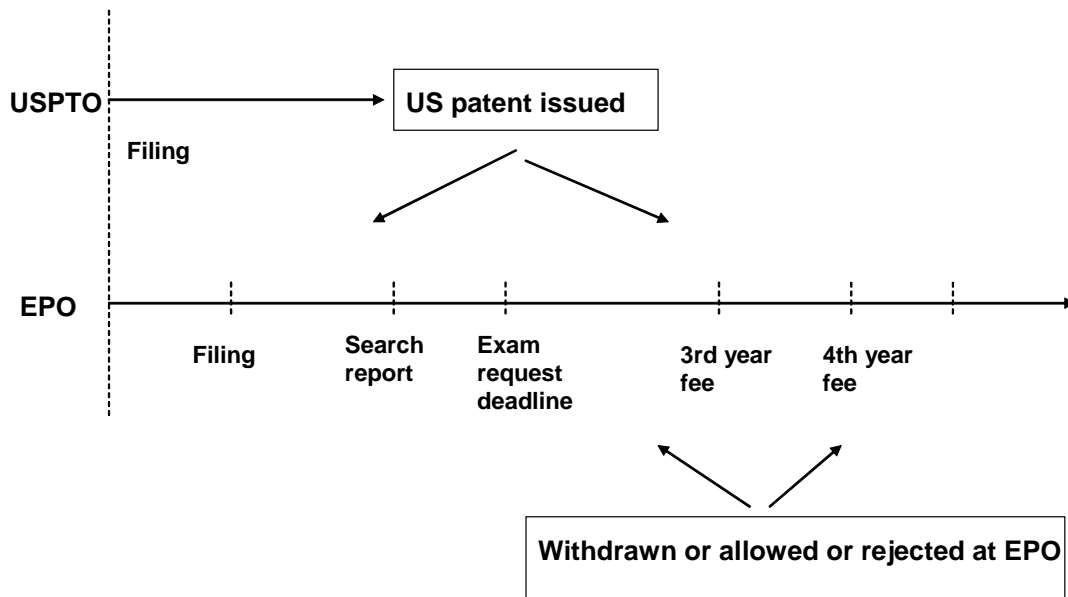 USPTO
US patent issued
Filing
EPO
Filing
Search
report
Exam
request
deadline
3rd year
fee
4th year
fee
Withdrawn or allowed or rejected at EPO